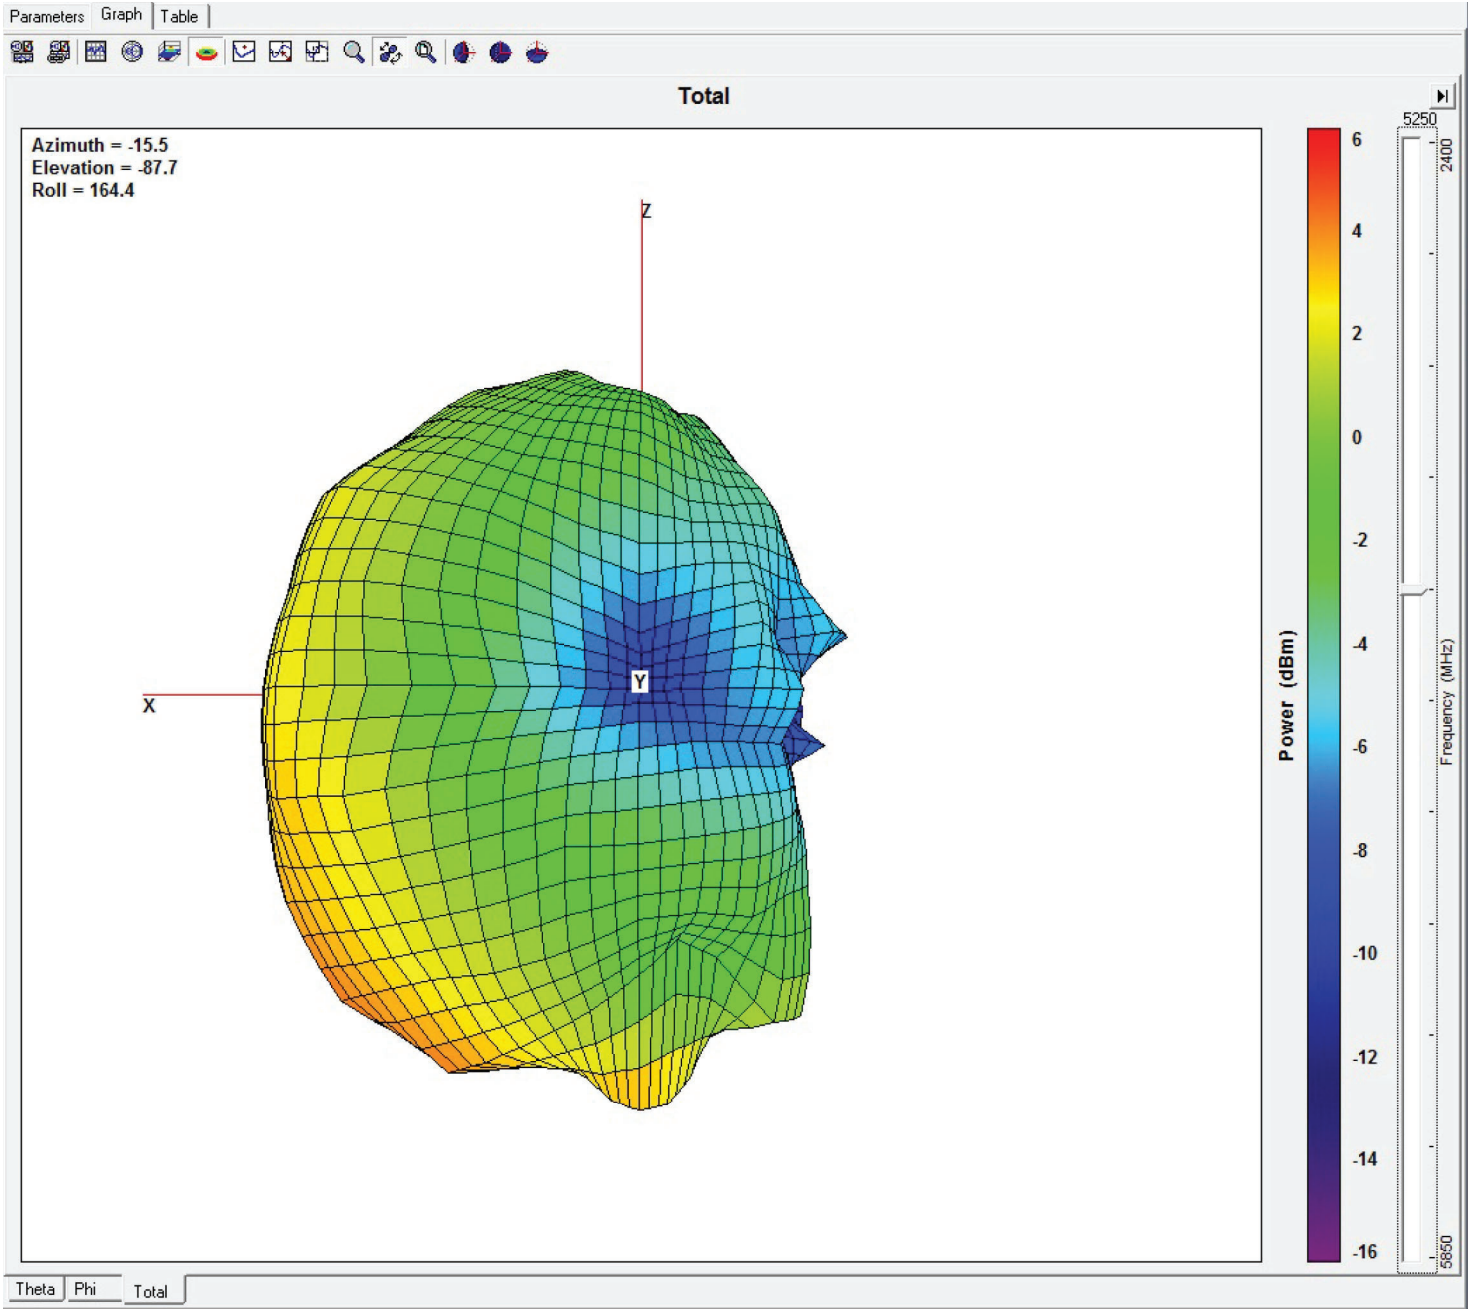 Parameters
Graph
Table
Total
5250
Azimuth = -15.5
Elevation = -87.7
Roll = 164.4
Z
X
Y
6
4
2
0
-2
-4
-6
-8
-10
-12
-14
-16
Power (dBm)
2400
Frequency (MHz)
5850
Theta
Phi
Total